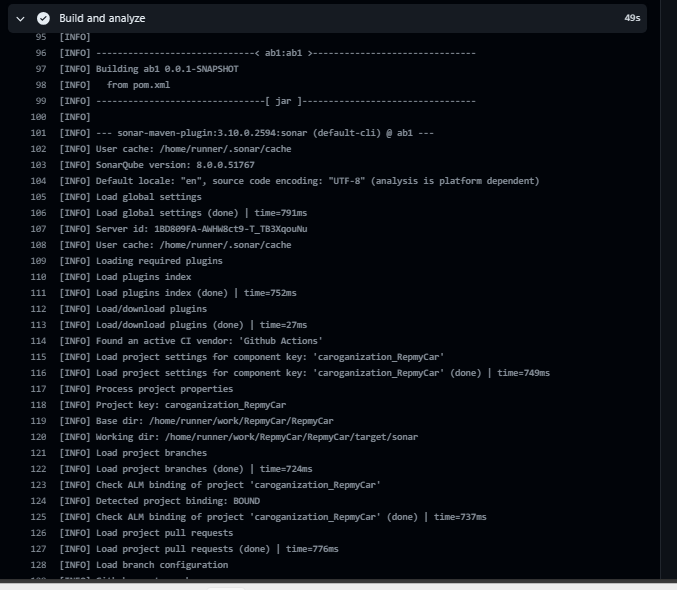 Build and analyze 49s
95 [INFO]
96 [INFO] ------------------------------< ab1:ab1 >-------------------------------
97 [INFO] Building ab1 0.0.1-SNAPSHOT
98 [INFO]   from pom.xml
99 [INFO] --------------------------------[ jar ]---------------------------------
100 [INFO]
101 [INFO] --- sonar-maven-plugin:3.10.0.2594:sonar (default-cli) @ ab1 ---
102 [INFO] User cache: /home/runner/.sonar/cache
103 [INFO] SonarQube version: 8.0.0.51767
104 [INFO] Default locale: "en", source code encoding: "UTF-8" (analysis is platform dependent)
105 [INFO] Load global settings
106 [INFO] Load global settings (done) | time=791ms
107 [INFO] Server id: 1BD809FA-AWHW8ct9-T_TB3XqouNu
108 [INFO] User cache: /home/runner/.sonar/cache
109 [INFO] Loading required plugins
110 [INFO] Load plugins index
111 [INFO] Load plugins index (done) | time=752ms
112 [INFO] Load/download plugins
113 [INFO] Load/download plugins (done) | time=27ms
114 [INFO] Found an active CI vendor: 'Github Actions'
115 [INFO] Load project settings for component key: 'caroganization_RepmyCar'
116 [INFO] Load project settings for component key: 'caroganization_RepmyCar' (done) | time=749ms
117 [INFO] Process project properties
118 [INFO] Project key: caroganization_RepmyCar
119 [INFO] Base dir: /home/runner/work/RepmyCar/RepmyCar
120 [INFO] Working dir: /home/runner/work/RepmyCar/RepmyCar/target/sonar
121 [INFO] Load project branches
122 [INFO] Load project branches (done) | time=724ms
123 [INFO] Check ALM binding of project 'caroganization_RepmyCar'
124 [INFO] Detected project binding: BOUND
125 [INFO] Check ALM binding of project 'caroganization_RepmyCar' (done) | time=737ms
126 [INFO] Load project pull requests
127 [INFO] Load project pull requests (done) | time=776ms
128 [INFO] Load branch configuration